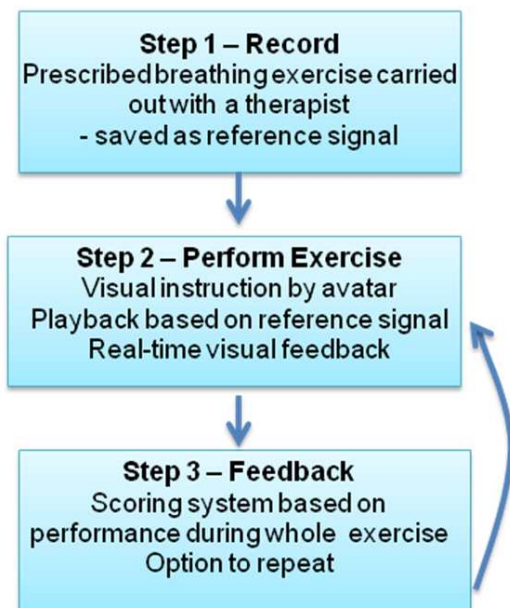 Step 1 – Record
Prescribed breathing exercise carried
out with a therapist
- saved as reference signal
Step 2 – Perform Exercise
Visual instruction by avatar
Playback based on reference signal
Real-time visual feedback
Step 3 – Feedback
Scoring system based on
performance during whole exercise
Option to repeat